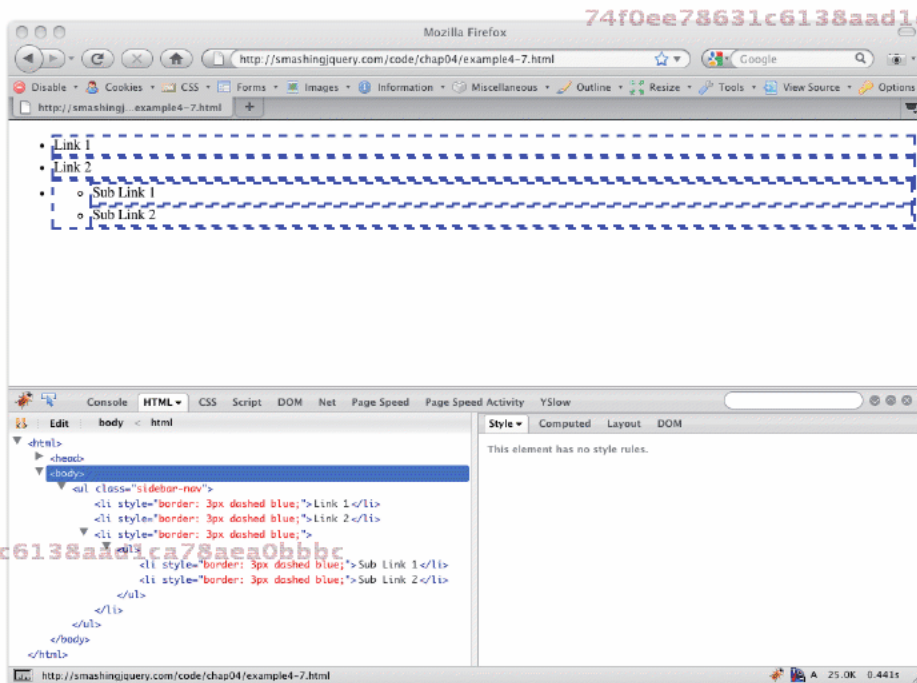 74f0ee78631c6138aad1
Mozilla Firefox
http://smashingjquery.com/code/chap04/example4-7.html
Google
Disable Cookies CSS Forms Images Information Miscellaneous Outline Resize Tools View Source Options
http://smashingj...example4-7.html +
Link 1
Link 2
Sub Link 1
Sub Link 2
Console HTML CSS Script DOM Net Page Speed Page Speed Activity YSlow
Edit body < html
Style Computed Layout DOM
This element has no style rules.
<html>
<head>
<body>
<ul class="sidebar-nav">
<li style="border: 3px dashed blue;">Link 1</li>
<li style="border: 3px dashed blue;">Link 2</li>
<li style="border: 3px dashed blue;">
<ul>
c6138aad1ca78aea0bbbc
<li style="border: 3px dashed blue;">Sub Link 1</li>
<li style="border: 3px dashed blue;">Sub Link 2</li>
</ul>
</li>
</ul>
</body>
</html>
http://smashingjquery.com/code/chap04/example4-7.html
A 25.0K 0.441s